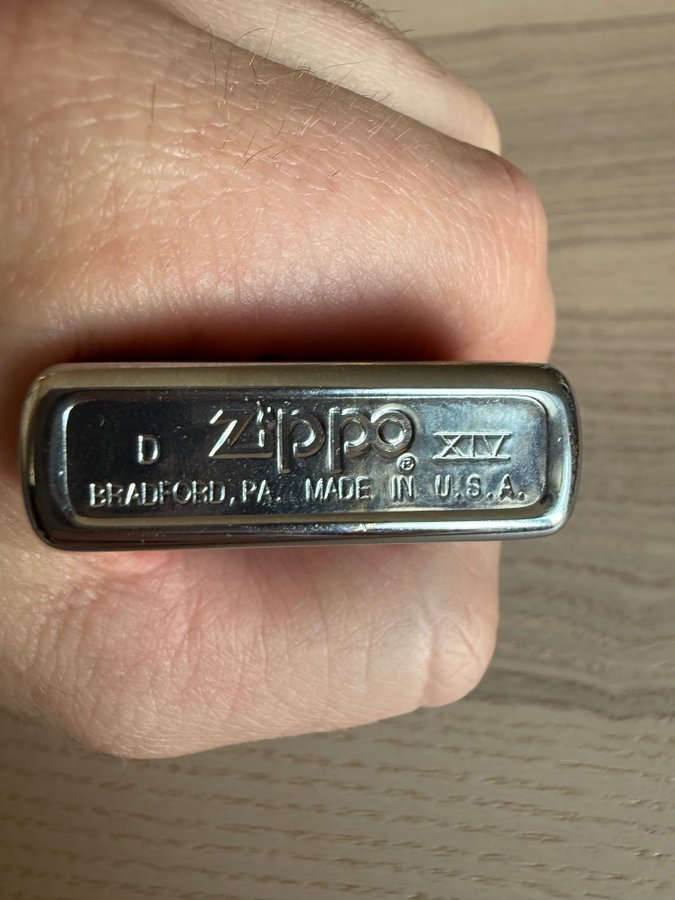 D Zippo ® XIV
BRADFORD, PA. MADE IN U.S.A.